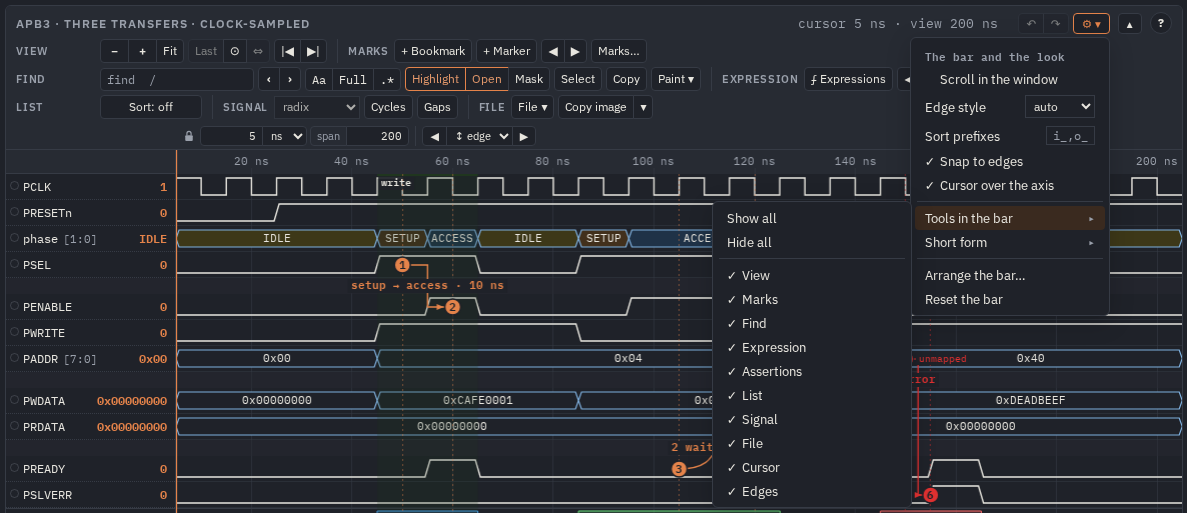 APB3 · THREE TRANSFERS · CLOCK-SAMPLED
cursor 5 ns · view 200 ns
?
VIEW − + Fit Last MARKS + Bookmark + Marker Marks…
FIND find / ‹ › Aa Full .* Highlight Open Mask Select Copy Paint ▾ EXPRESSION Expressions
LIST Sort: off SIGNAL radix Cycles Gaps FILE File ▾ Copy image ▾
5 ns span 200 ◀ ↕ edge ▶
20 ns 40 ns 60 ns 80 ns 100 ns 120 ns 140 ns 200 ns
PCLK 1 write
PRESETn 0
phase [1:0] IDLE IDLE SETUP ACCESS IDLE SETUP ACCE
PSEL 0 1
setup → access · 10 ns
PENABLE 0 2
PWRITE 0
PADDR [7:0] 0x00 0x00 0x04 unmapped 0x40
ror
PWDATA 0x00000000 0x00000000 0xCAFE0001 0x0 0xDEADBEEF
PRDATA 0x00000000 0x00000000 0x00000000
2 wait
PREADY 0 3
PSLVERR 0 6
The bar and the look
Scroll in the window
Edge style auto
Sort prefixes i_,o_
✓ Snap to edges
✓ Cursor over the axis
Tools in the bar ▸
Short form ▸
Arrange the bar…
Reset the bar
Show all
Hide all
✓ View
✓ Marks
✓ Find
✓ Expression
✓ Assertions
✓ List
✓ Signal
✓ File
✓ Cursor
✓ Edges